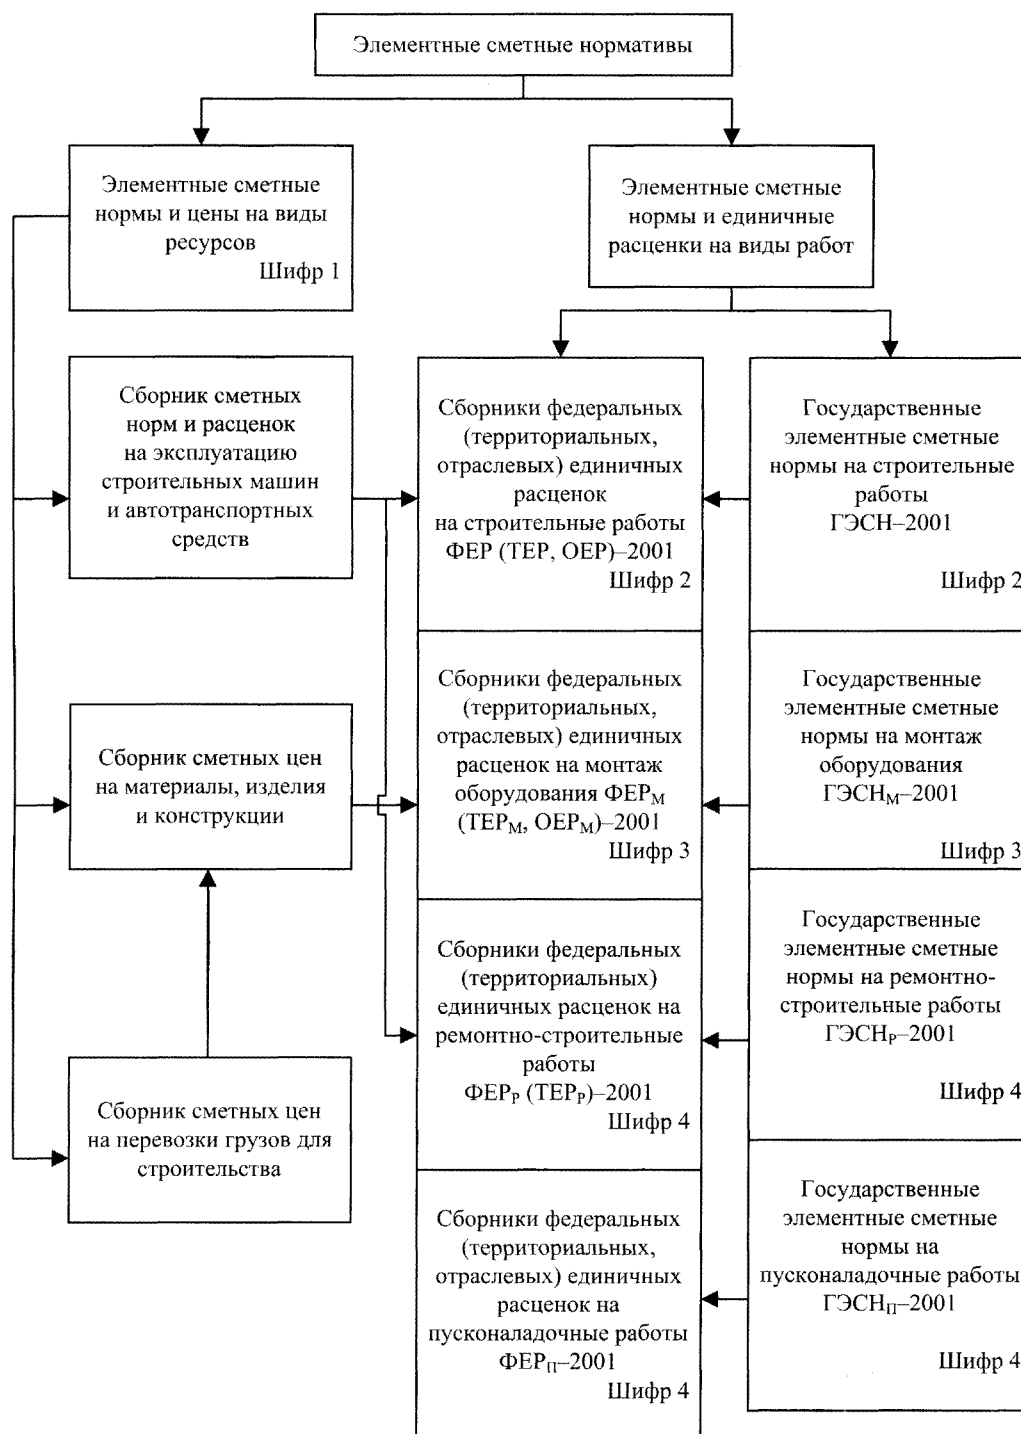 Элементные сметные нормативы
Элементные сметные
нормы и цены на виды
ресурсов
Шифр 1
Элементные сметные
нормы и единичные
расценки на виды работ
Сборник сметных
норм и расценок
на эксплуатацию
строительных машин
и автотранспортных
средств
Сборники федеральных
(территориальных,
отраслевых) единичных
расценок
на строительные работы
ФЕР (ТЕР, ОЕР)–2001
Шифр 2
Государственные
элементные сметные
нормы на строительные
работы
ГЭСН–2001
Шифр 2
Сборник сметных цен
на материалы, изделия
и конструкции
Сборники федеральных
(территориальных,
отраслевых) единичных
расценок на монтаж
оборудования ФЕРМ
(ТЕРМ, ОЕРМ)–2001
Шифр 3
Государственные
элементные сметные
нормы на монтаж
оборудования
ГЭСНМ–2001
Шифр 3
Сборники федеральных
(территориальных)
единичных расценок на
ремонтно-строительные
работы
ФЕРР (ТЕРР)–2001
Шифр 4
Государственные
элементные сметные
нормы на ремонтно-
строительные работы
ГЭСНР–2001
Шифр 4
Сборник сметных цен
на перевозки грузов для
строительства
Сборники федеральных
(территориальных,
отраслевых) единичных
расценок на
пусконаладочные работы
ФЕРП–2001
Шифр 4
Государственные
элементные сметные
нормы на
пусконаладочные работы
ГЭСНП–2001
Шифр 4